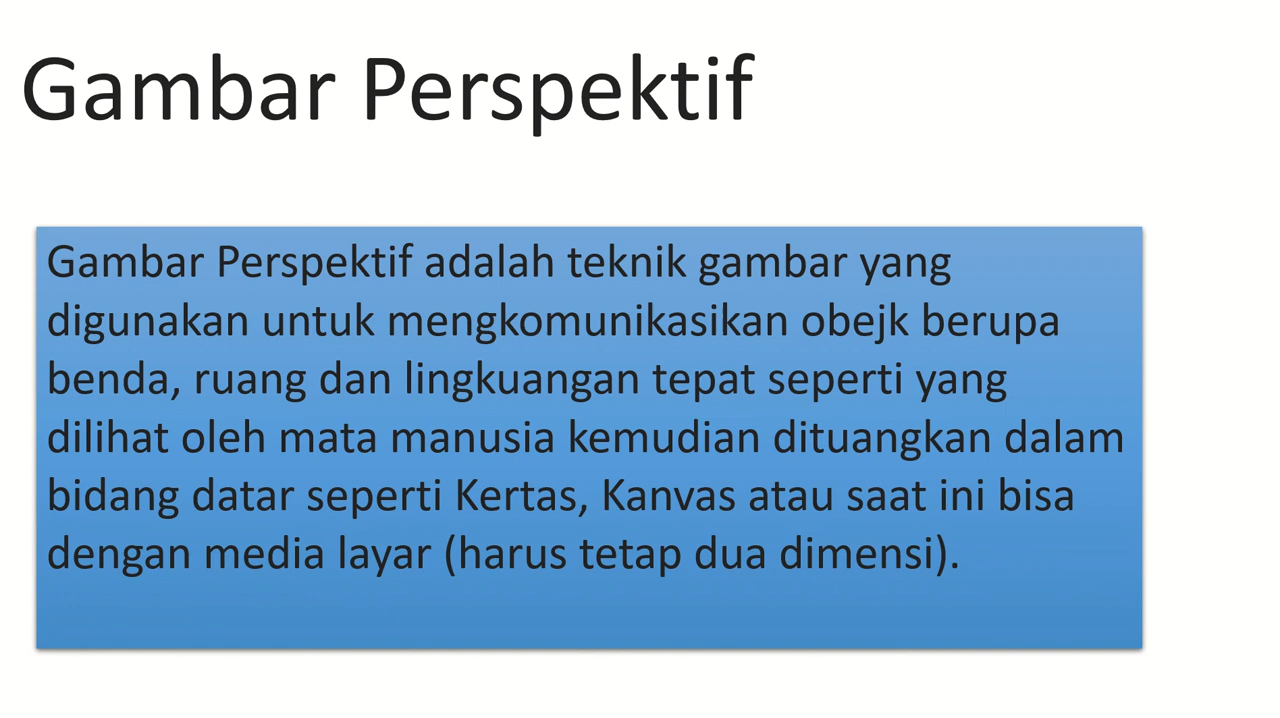 Gambar Perspektif
Gambar Perspektif adalah teknik gambar yang
digunakan untuk mengkomunikasikan obejk berupa
benda, ruang dan lingkuangan tepat seperti yang
dilihat oleh mata manusia kemudian dituangkan dalam
bidang datar seperti Kertas, Kanvas atau saat ini bisa
dengan media layar (harus tetap dua dimensi).